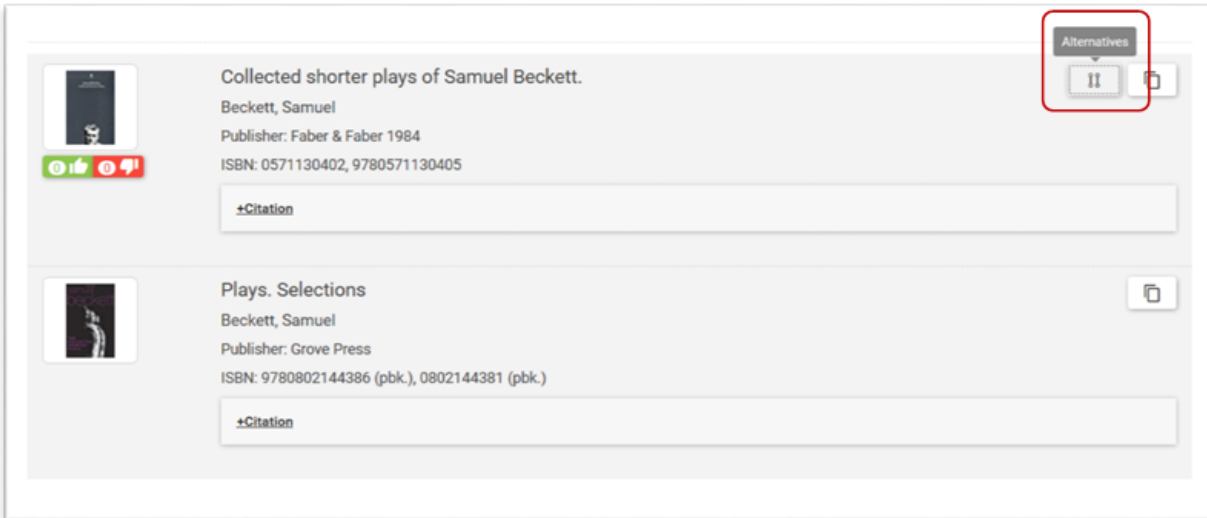 Alternatives
Collected shorter plays of Samuel Beckett.
Beckett, Samuel
Publisher: Faber & Faber 1984
ISBN: 0571130402, 9780571130405
0 0
+Citation
Plays. Selections
Beckett, Samuel
Publisher: Grove Press
ISBN: 9780802144386 (pbk.), 0802144381 (pbk.)
+Citation
beckett